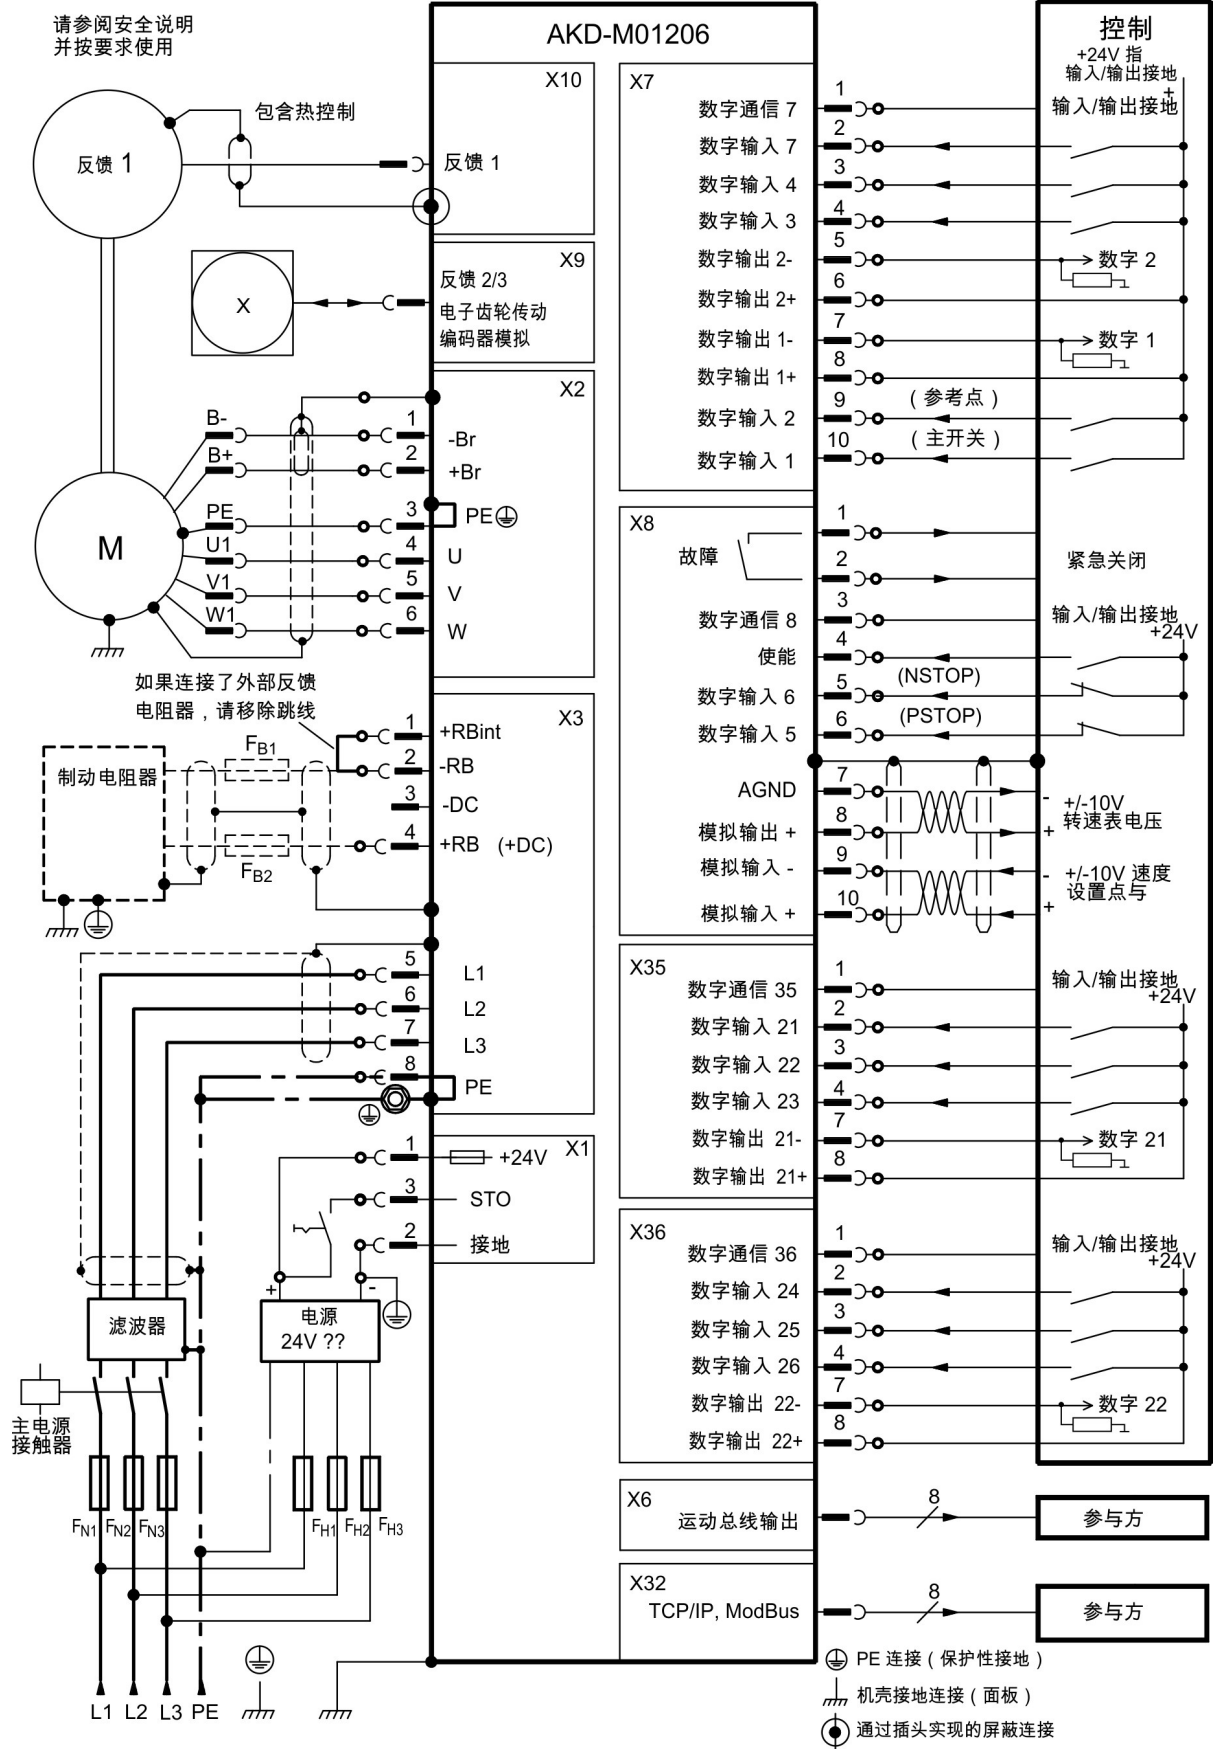 请参阅安全说明
并按要求使用
AKD-M01206
控制
+24V 指
输入/输出接地
+
输入/输出接地
反馈 1
包含热控制
X10
反馈 1
X
X9
反馈 2/3
电子齿轮传动
编码器模拟
X2
B-
1
-Br
B+
2
+Br
PE
3
PE
M
U1
4
U
V1
5
V
W1
6
W
如果连接了外部反馈
电阻器，请移除跳线
X3
制动电阻器
FB1
FB2
1
+RBint
2
-RB
3
-DC
4
+RB (+DC)
5
L1
6
L2
7
L3
8
PE
X1
1
+24V
3
STO
2
接地
+
-
电源
24V ??
滤波器
主电源
接触器
FN1
FN2
FN3
FH1
FH2
FH3
L1
L2
L3
PE
X7
数字通信 7
1
数字输入 7
2
数字输入 4
3
数字输入 3
4
数字输出 2-
5
数字 2
数字输出 2+
6
数字输出 1-
7
数字 1
数字输出 1+
8
数字输入 2
9
（参考点）
数字输入 1
10
（主开关）
X8
故障
1
2
紧急关闭
数字通信 8
3
输入/输出接地
+24V
使能
4
数字输入 6
5
(NSTOP)
数字输入 5
6
(PSTOP)
AGND
7
-
+/-10V
转速表电压
模拟输出 +
8
+
模拟输入 -
9
-
+/-10V 速度
设置点与
模拟输入 +
10
+
X35
数字通信 35
1
输入/输出接地
+24V
数字输入 21
2
数字输入 22
3
数字输入 23
4
数字输出 21-
7
数字 21
数字输出 21+
8
X36
数字通信 36
1
输入/输出接地
+24V
数字输入 24
2
数字输入 25
3
数字输入 26
4
数字输出 22-
7
数字 22
数字输出 22+
8
X6
运动总线输出
8
参与方
X32
TCP/IP, ModBus
8
参与方
PE 连接（保护性接地）
机壳接地连接（面板）
通过插头实现的屏蔽连接